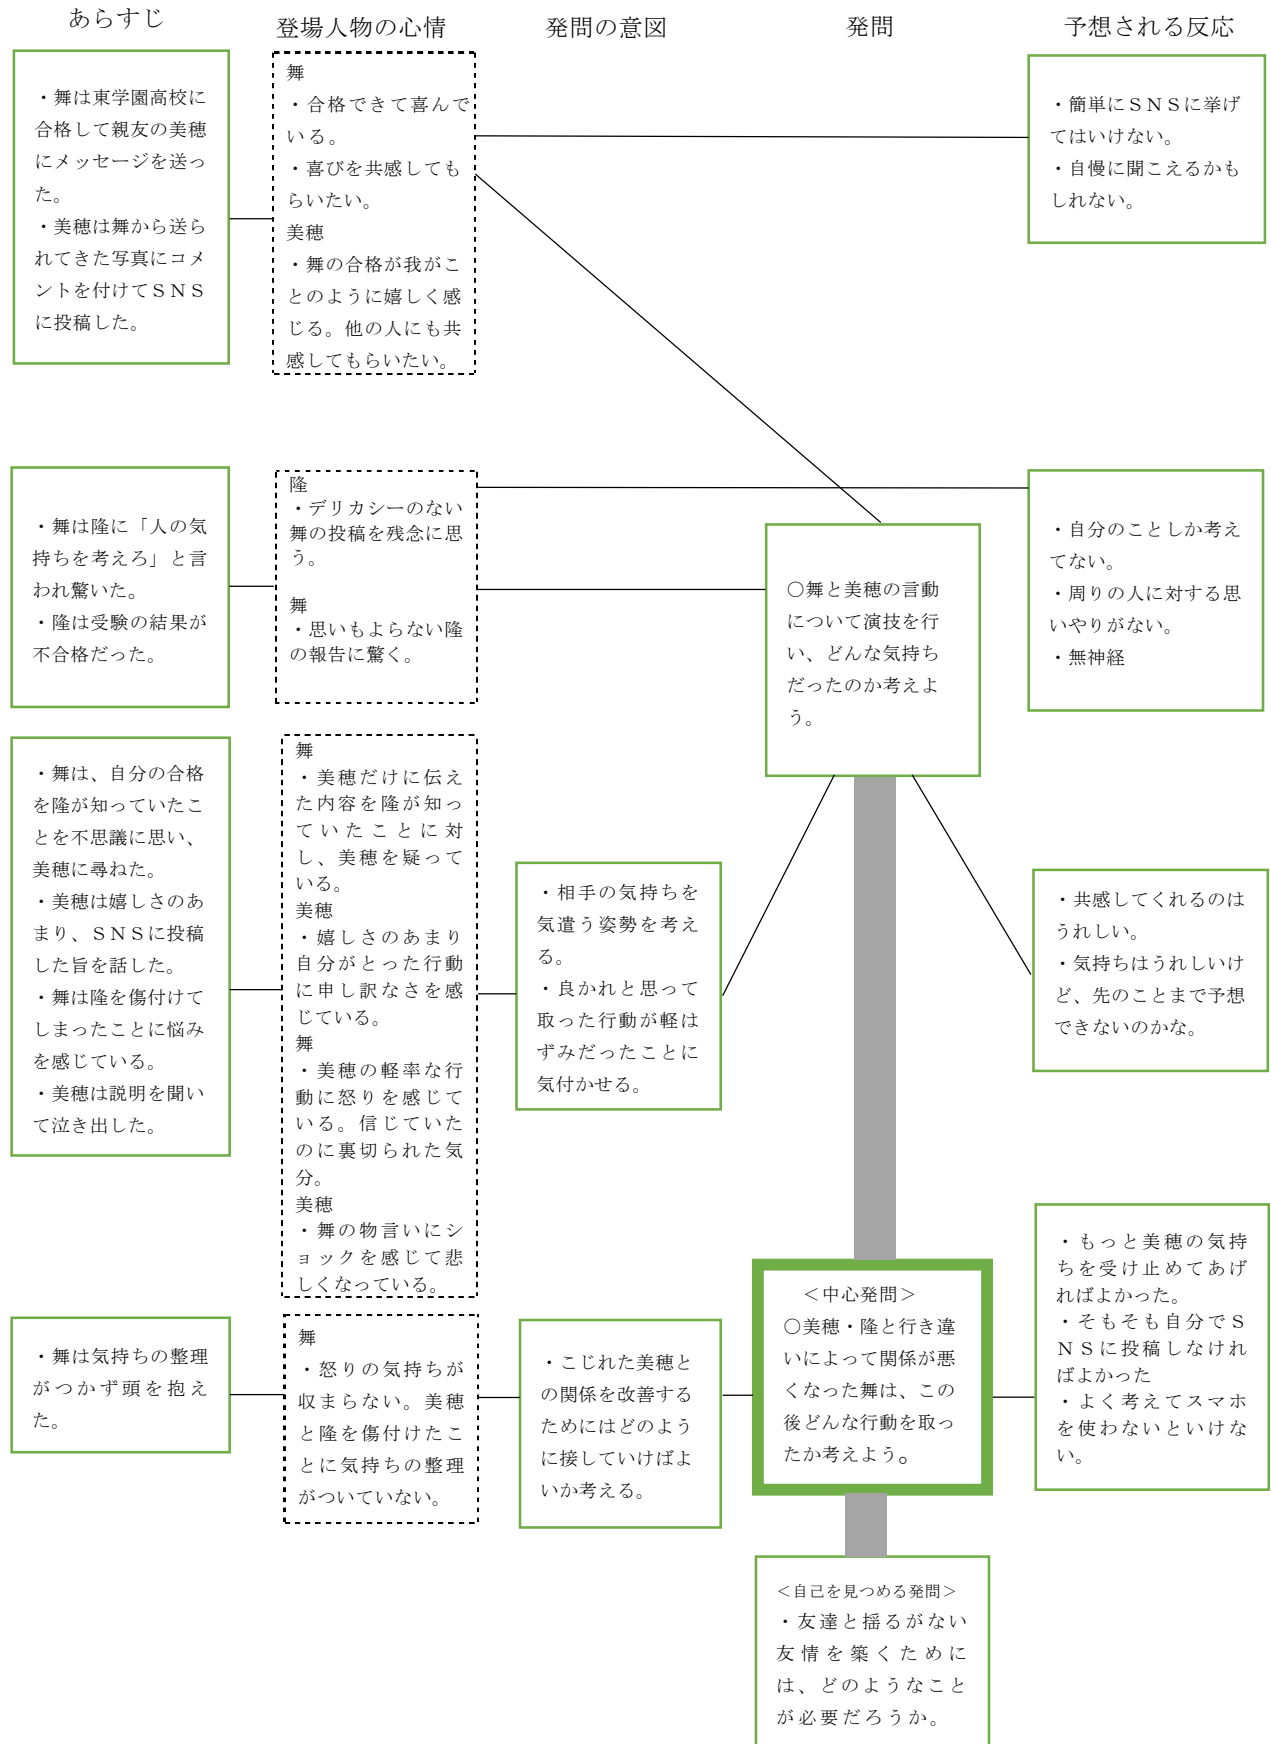 あらすじ
登場人物の心情
発問の意図
発問
予想される反応
・舞は東学園高校に
合格して親友の美穂
にメッセージを送っ
た。
・美穂は舞から送ら
れてきた写真にコメ
ントを付けてＳＮＳ
に投稿した。
舞
・合格できて喜んで
いる。
・喜びを共感しても
らいたい。
美穂
・舞の合格が我がこ
とのように嬉しく感
じる。他の人にも共
感してもらいたい。
・簡単にＳＮＳに挙げ
てはいけない。
・自慢に聞こえるかも
しれない。
・舞は隆に「人の気
持ちを考えろ」と言
われ驚いた。
・隆は受験の結果が
不合格だった。
隆
・デリカシーのない
舞の投稿を残念に思
う。
舞
・思いもよらない隆
の報告に驚く。
〇舞と美穂の言動
について演技を行
い、どんな気持ち
だったのか考えよ
う。
・自分のことしか考え
てない。
・周りの人に対する思
いやりがない。
・無神経
・舞は、自分の合格
を隆が知っていたこ
とを不思議に思い、
美穂に尋ねた。
・美穂は嬉しさのあ
まり、ＳＮＳに投稿
した旨を話した。
・舞は隆を傷付けて
しまったことに悩み
を感じている。
・美穂は説明を聞い
て泣き出した。
舞
・美穂だけに伝え
た内容を隆が知っ
ていたことに対
し、美穂を疑って
いる。
美穂
・嬉しさのあまり
自分がとった行動
に申し訳なさを感
じている。
舞
・美穂の軽率な行
動に怒りを感じて
いる。信じていた
のに裏切られた気
分。
美穂
・舞の物言いにシ
ョックを感じて悲
しくなっている。
・相手の気持ちを
気遣う姿勢を考え
る。
・良かれと思って
取った行動が軽は
ずみだったことに
気付かせる。
・共感してくれるのは
うれしい。
・気持ちはうれしいけ
ど、先のことまで予想
できないのかな。
・舞は気持ちの整理
がつかず頭を抱え
た。
舞
・怒りの気持ちが
収まらない。美穂
と隆を傷付けたこ
とに気持ちの整理
がついていない。
・こじれた美穂と
の関係を改善する
ためにはどのよう
に接していけばよ
いか考える。
＜中心発問＞
〇美穂・隆と行き違
いによって関係が悪
くなった舞は、この
後どんな行動を取っ
たか考えよう。
・もっと美穂の気持
ちを受け止めてあげ
ればよかった。
・そもそも自分でＳ
ＮＳに投稿しなけれ
ばよかった
・よく考えてスマホ
を使わないといけな
い。
＜自己を見つめる発問＞
・友達と揺るがない
友情を築くために
は、どのようなこと
が必要だろうか。